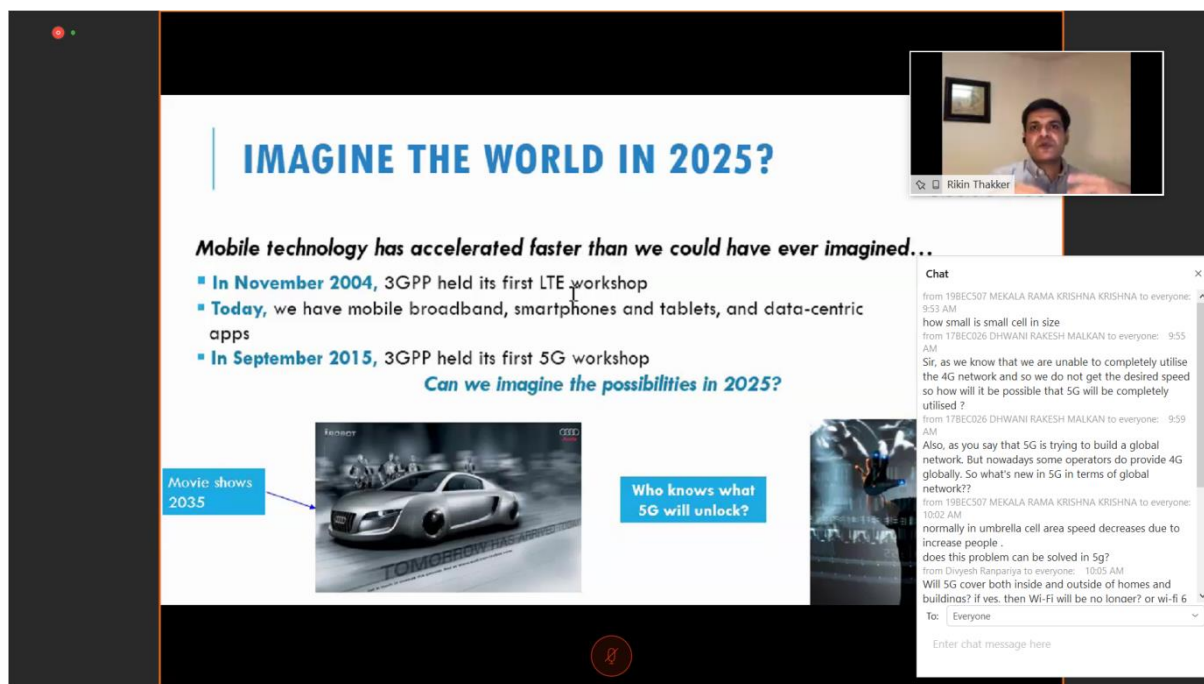 IMAGINE THE WORLD IN 2025?
Mobile technology has accelerated faster than we could have ever imagined...
In November 2004, 3GPP held its first LTE workshop
Today, we have mobile broadband, smartphones and tablets, and data-centric
apps
In September 2015, 3GPP held its first 5G workshop
Can we imagine the possibilities in 2025?
Movie shows
2035
I, ROBOT
Audi
TOMORROW HAS ARRIVED TODAY
Who knows what
5G will unlock?
Rikin Thakker
Chat
from 19BEC507 MEKALA RAMA KRISHNA KRISHNA to everyone:
9:53 AM
how small is small cell in size
from 17BEC026 DHWANI RAKESH MALKAN to everyone: 9:55
AM
Sir, as we know that we are unable to completely utilise
the 4G network and so we do not get the desired speed
so how will it be possible that 5G will be completely
utilised ?
from 17BEC026 DHWANI RAKESH MALKAN to everyone: 9:59
AM
Also, as you say that 5G is trying to build a global
network. But nowadays some operators do provide 4G
globally. So what's new in 5G in terms of global
network??
from 19BEC507 MEKALA RAMA KRISHNA KRISHNA to everyone:
10:02 AM
normally in umbrella cell area speed decreases due to
increase people .
does this problem can be solved in 5g?
from Divyesh Ranpariya to everyone: 10:05 AM
Will 5G cover both inside and outside of homes and
buildings? if yes. then Wi-Fi will be no longer? or wi-fi 6
To: Everyone
Enter chat message here